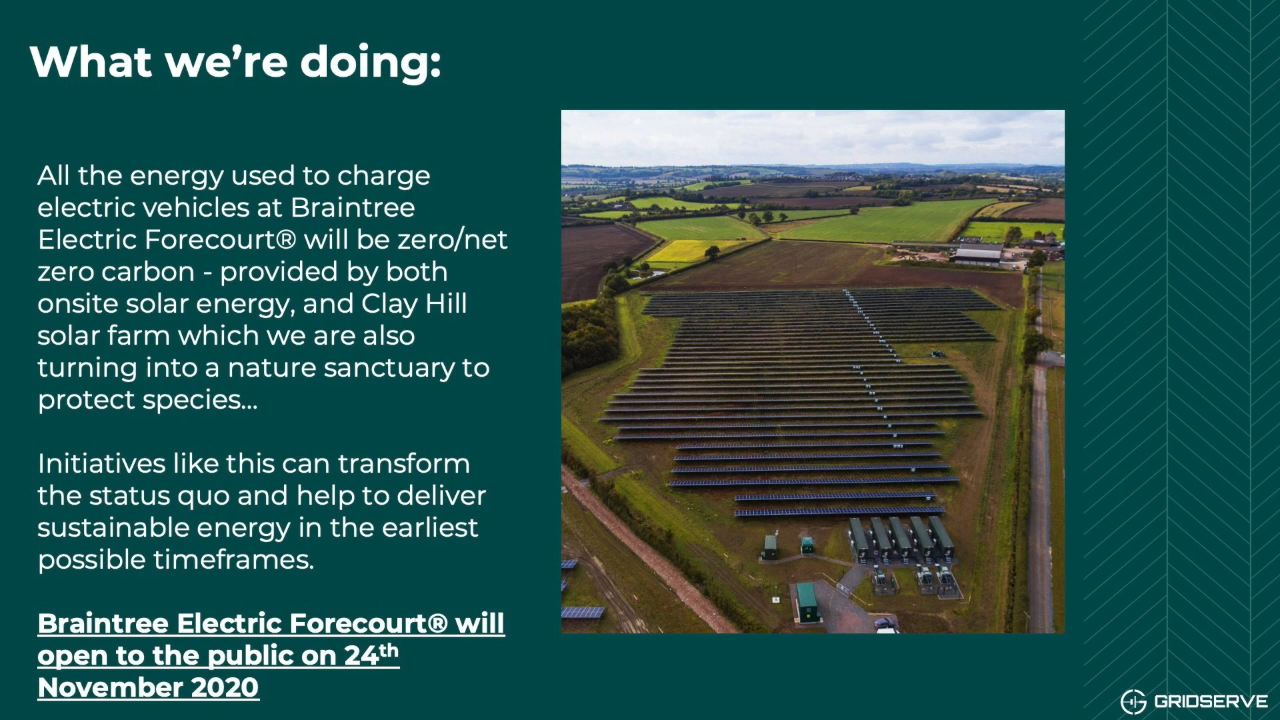 What we’re doing:
All the energy used to charge
electric vehicles at Braintree
Electric Forecourt® will be zero/net
zero carbon - provided by both
onsite solar energy, and Clay Hill
solar farm which we are also
turning into a nature sanctuary to
protect species...
Initiatives like this can transform
the status quo and help to deliver
sustainable energy in the earliest
possible timeframes.
Braintree Electric Forecourt® will
open to the public on 24th
November 2020
GRIDSERVE